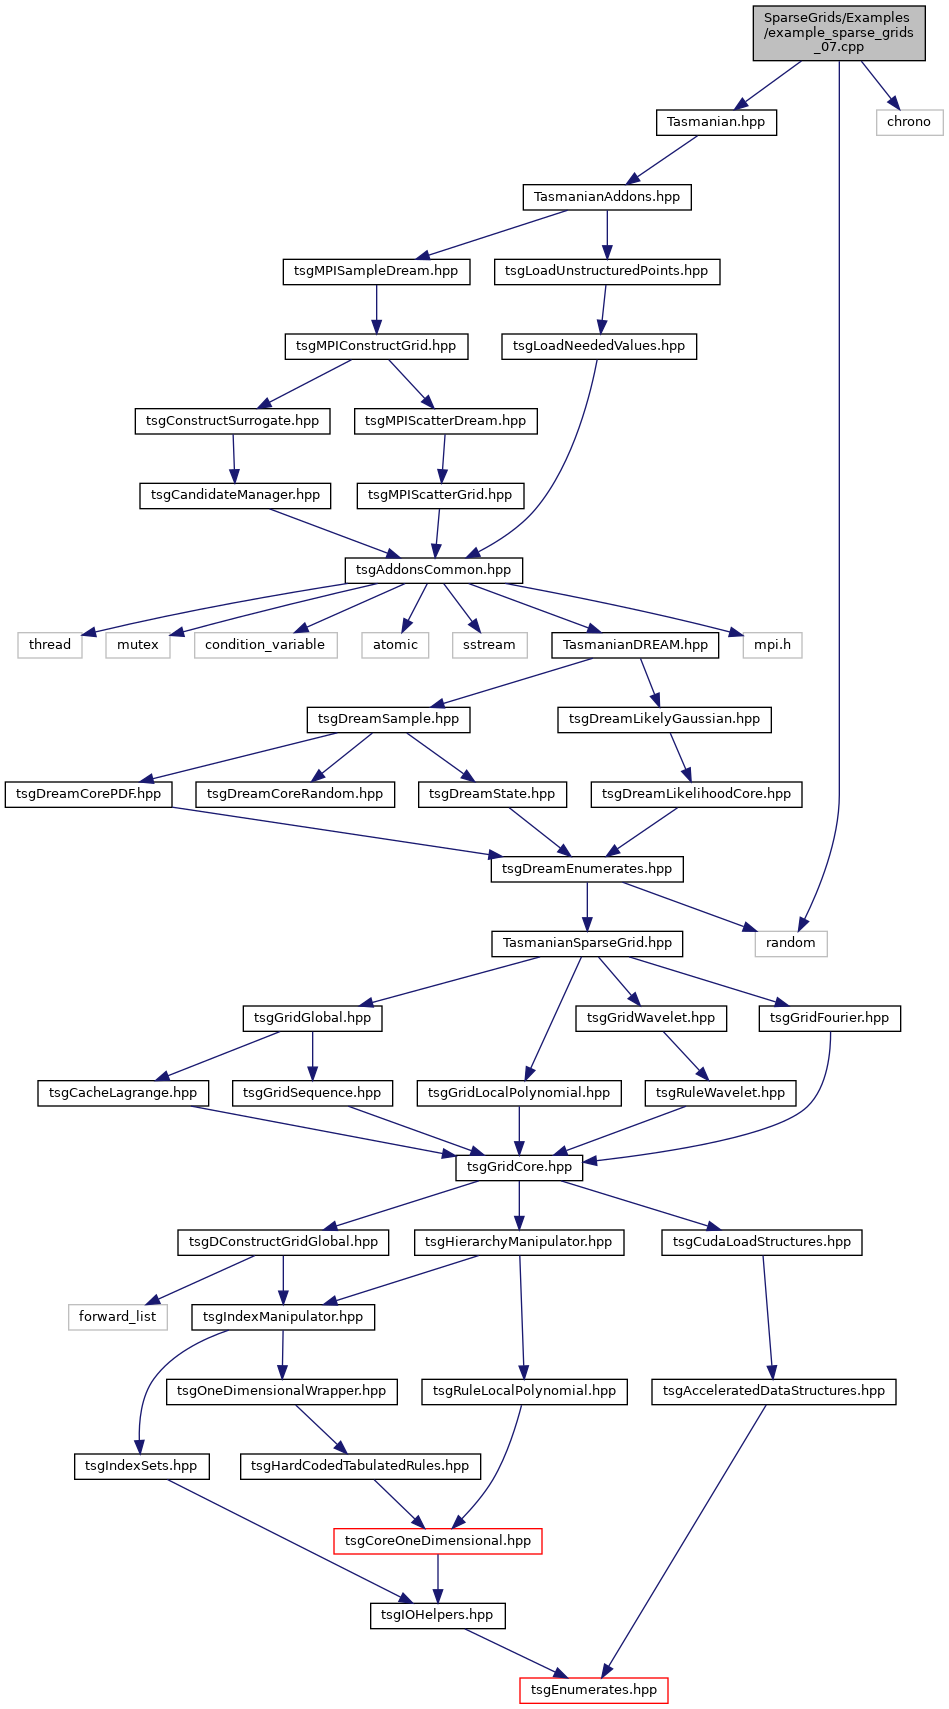 SparseGrids/Examples
/example_sparse_grids
_07.cpp
Tasmanian.hpp
chrono
TasmanianAddons.hpp
tsgMPISampleDream.hpp
tsgLoadUnstructuredPoints.hpp
tsgMPIConstructGrid.hpp
tsgLoadNeededValues.hpp
tsgConstructSurrogate.hpp
tsgMPIScatterDream.hpp
tsgCandidateManager.hpp
tsgMPIScatterGrid.hpp
tsgAddonsCommon.hpp
thread
mutex
condition_variable
atomic
sstream
TasmanianDREAM.hpp
mpi.h
tsgDreamSample.hpp
tsgDreamLikelyGaussian.hpp
tsgDreamCorePDF.hpp
tsgDreamCoreRandom.hpp
tsgDreamState.hpp
tsgDreamLikelihoodCore.hpp
tsgDreamEnumerates.hpp
TasmanianSparseGrid.hpp
random
tsgGridGlobal.hpp
tsgGridWavelet.hpp
tsgGridFourier.hpp
tsgCacheLagrange.hpp
tsgGridSequence.hpp
tsgGridLocalPolynomial.hpp
tsgRuleWavelet.hpp
tsgGridCore.hpp
tsgDConstructGridGlobal.hpp
tsgHierarchyManipulator.hpp
tsgCudaLoadStructures.hpp
forward_list
tsgIndexManipulator.hpp
tsgOneDimensionalWrapper.hpp
tsgRuleLocalPolynomial.hpp
tsgAcceleratedDataStructures.hpp
tsgIndexSets.hpp
tsgHardCodedTabulatedRules.hpp
tsgCoreOneDimensional.hpp
tsgIOHelpers.hpp
tsgEnumerates.hpp